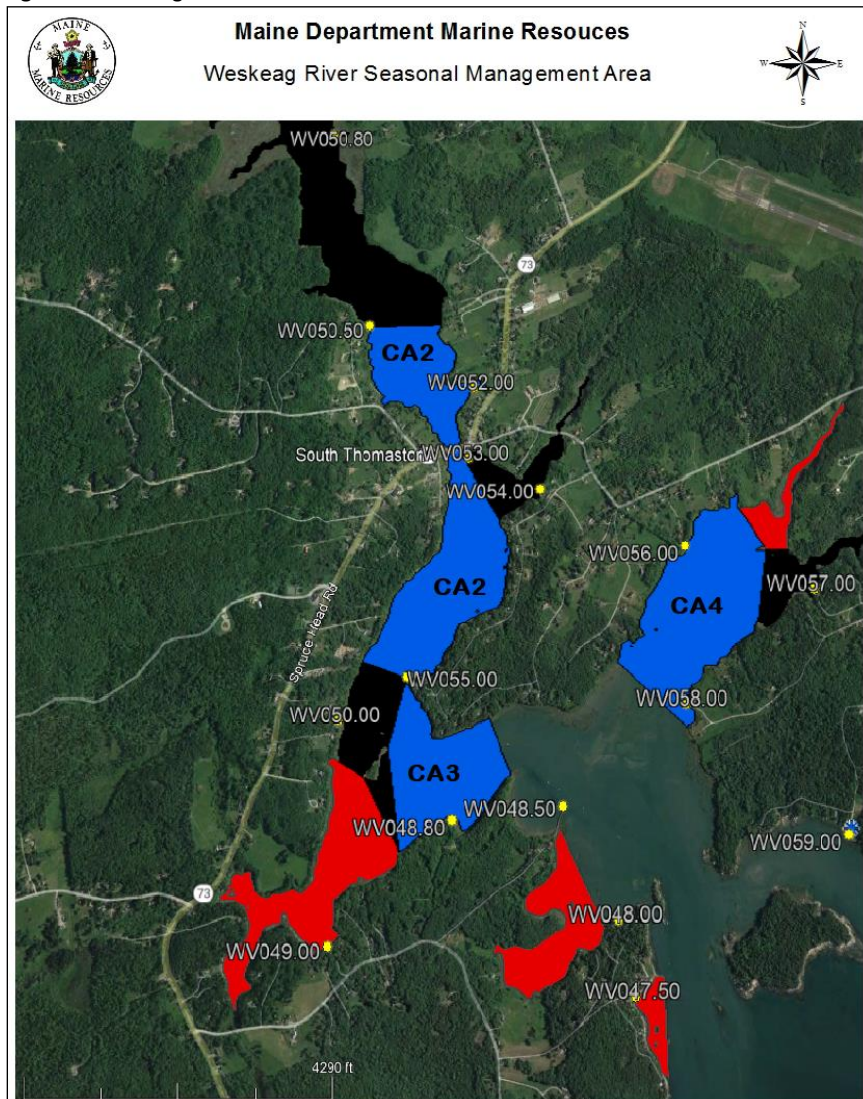 Maine Department Marine Resouces
Weskeag River Seasonal Management Area
MAINE
MARINE RESOURCES
N
W
E
S
WV050.80
73
WV050.50
CA2
WV052.00
South Thomaston
WV053.00
WV054.00
WV056.00
CA2
CA4
WV057.00
Spruce Head Rd
WV055.00
WV058.00
WV050.00
CA3
WV048.50
WV048.80
WV059.00
73
WV048.00
WV049.00
WV047.50
4290 ft